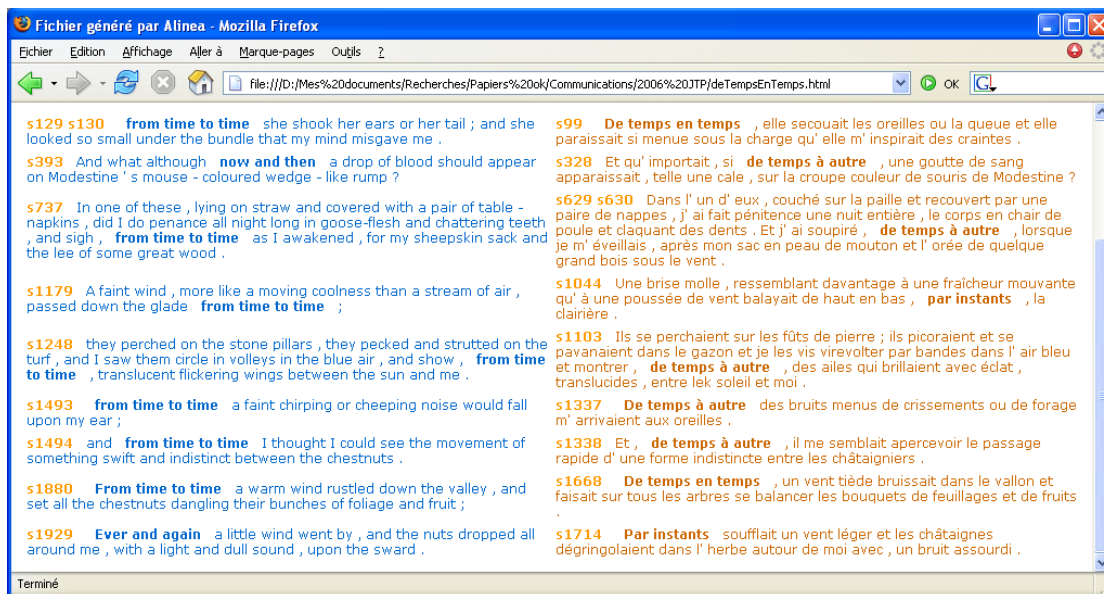 Fichier généré par Alinea - Mozilla Firefox
Fichier Edition Affichage Aller à Marque-pages Outils ?
file:///D:/Mes%20documents/Recherches/Papiers%20ok/Communications/2006%20JTP/deTempsEnTemps.html
OK
G
s129 s130 from time to time she shook her ears or her tail ; and she
looked so small under the bundle that my mind misgave me .
s393 And what although now and then a drop of blood should appear
on Modestine ' s mouse - coloured wedge - like rump ?
s737 In one of these , lying on straw and covered with a pair of table -
napkins , did I do penance all night long in goose-flesh and chattering teeth
, and sigh , from time to time as I awakened , for my sheepskin sack and
the lee of some great wood .
s1179 A faint wind , more like a moving coolness than a stream of air ,
passed down the glade from time to time ;
s1248 they perched on the stone pillars , they pecked and strutted on the
turf , and I saw them circle in volleys in the blue air , and show , from time
to time , translucent flickering wings between the sun and me .
s1493 from time to time a faint chirping or cheeping noise would fall
upon my ear ;
s1494 and from time to time I thought I could see the movement of
something swift and indistinct between the chestnuts .
s1880 From time to time a warm wind rustled down the valley , and
set all the chestnuts dangling their bunches of foliage and fruit ;
s1929 Ever and again a little wind went by , and the nuts dropped all
around me , with a light and dull sound , upon the sward .
s99 De temps en temps , elle secouait les oreilles ou la queue et elle
paraissait si menue sous la charge qu' elle m' inspirait des craintes .
s328 Et qu' importait , si de temps à autre , une goutte de sang
apparaissait , telle une cale , sur la croupe couleur de souris de Modestine ?
s629 s630 Dans l' un d' eux , couché sur la paille et recouvert par une
paire de nappes , j' ai fait pénitence une nuit entière , le corps en chair de
poule et claquant des dents . Et j' ai soupiré , de temps à autre , lorsque
je m' éveillais , après mon sac en peau de mouton et l' orée de quelque
grand bois sous le vent .
s1044 Une brise molle , ressemblant davantage à une fraîcheur mouvante
qu' à une poussée de vent balayait de haut en bas , par instants , la
clairière .
s1103 Ils se perchaient sur les fûts de pierre ; ils picoraient et se
pavanaient dans le gazon et je les vis virevolter par bandes dans l' air bleu
et montrer , de temps à autre , des ailes qui brillaient avec éclat ,
translucides , entre lek soleil et moi .
s1337 De temps à autre des bruits menus de crissements ou de forage
m' arrivaient aux oreilles .
s1338 Et , de temps à autre , il me semblait apercevoir le passage
rapide d' une forme indistincte entre les châtaigniers .
s1668 De temps en temps , un vent tiède bruissait dans le vallon et
faisait sur tous les arbres se balancer les bouquets de feuillages et de fruits
.
s1714 Par instants soufflait un vent léger et les châtaignes
dégringolaient dans l' herbe autour de moi avec , un bruit assourdi .
Terminé